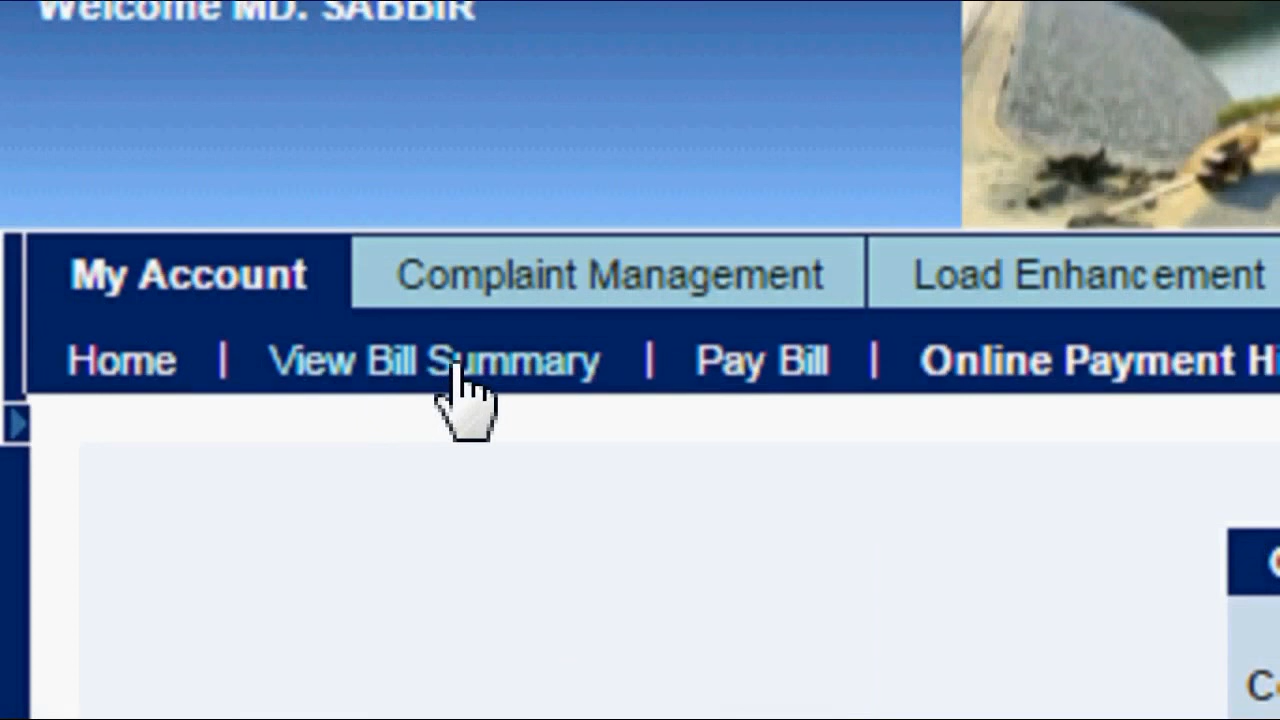 Welcome MD. SABBIR
My Account Complaint Management Load Enhancement
Home | View Bill Summary | Pay Bill | Online Payment